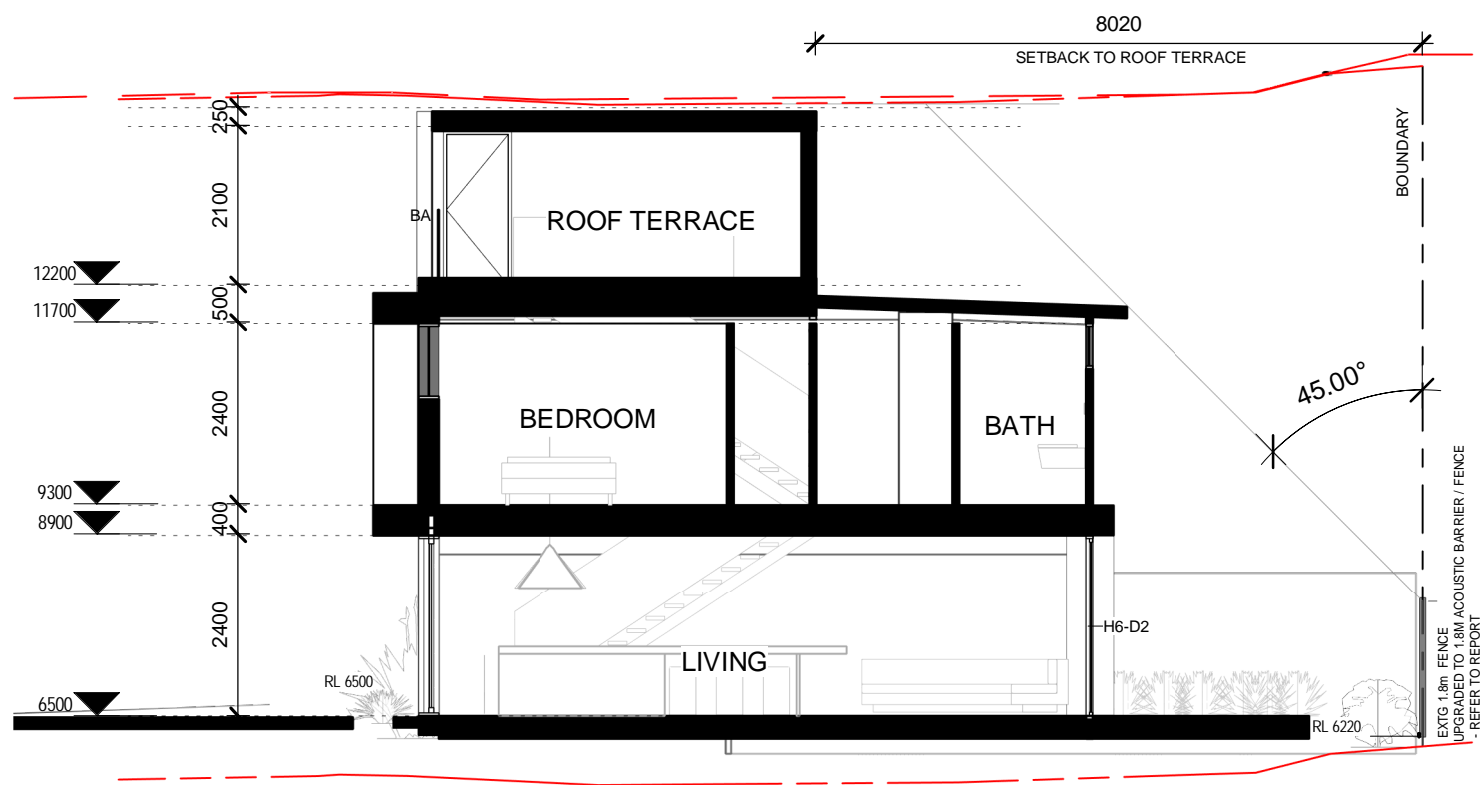 8020
SETBACK TO ROOF TERRACE
250
BOUNDARY
2100
BA
ROOF TERRACE
12200
500
11700
45.00°
2400
BEDROOM
BATH
9300
400
8900
2400
H6-D2
LIVING
RL 6500
6500
RL 6220
EXTG 1.8m FENCE
UPGRADED TO 1.8M ACOUSTIC BARRIER / FENCE
- REFER TO REPORT